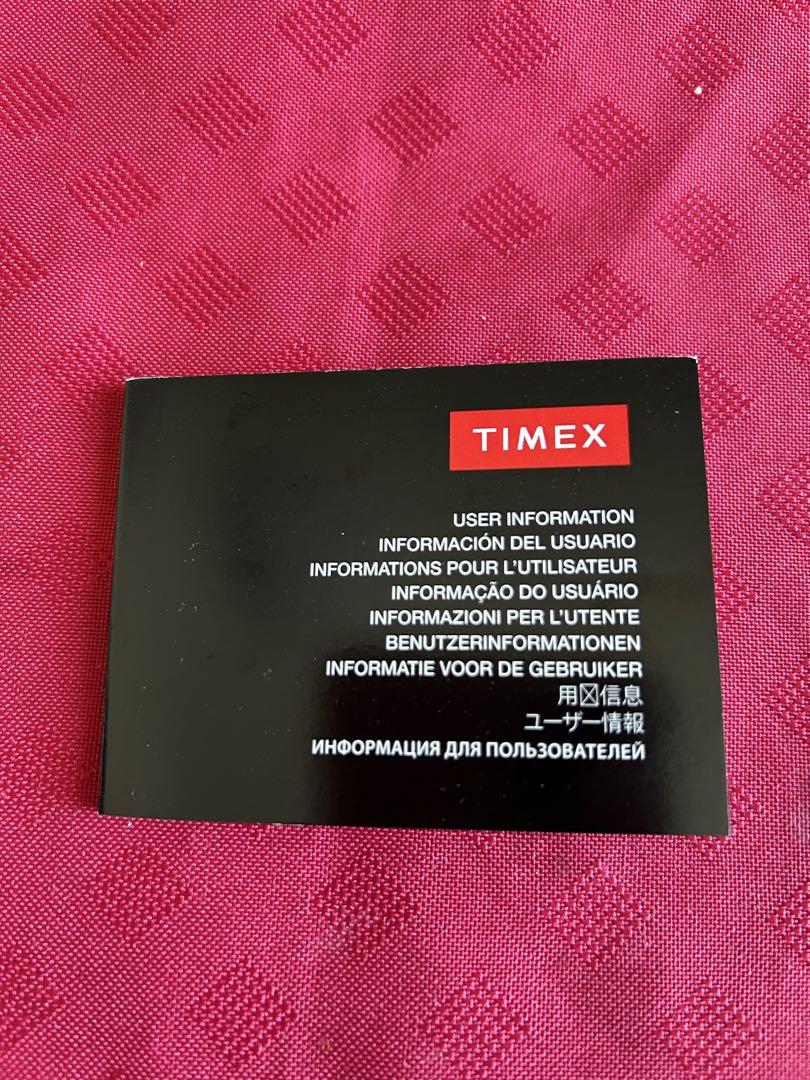 TIMEX
USER INFORMATION
INFORMACIÓN DEL USUARIO
INFORMATIONS POUR L'UTILISATEUR
INFORMAÇÃO DO USUÁRIO
INFORMAZIONI PER L'UTENTE
BENUTZERINFORMATIONEN
INFORMATIE VOOR DE GEBRUIKER
用☒信息
ユーザー情報
ИНФОРМАЦИЯ ДЛЯ ПОЛЬЗОВАТЕЛЕЙ